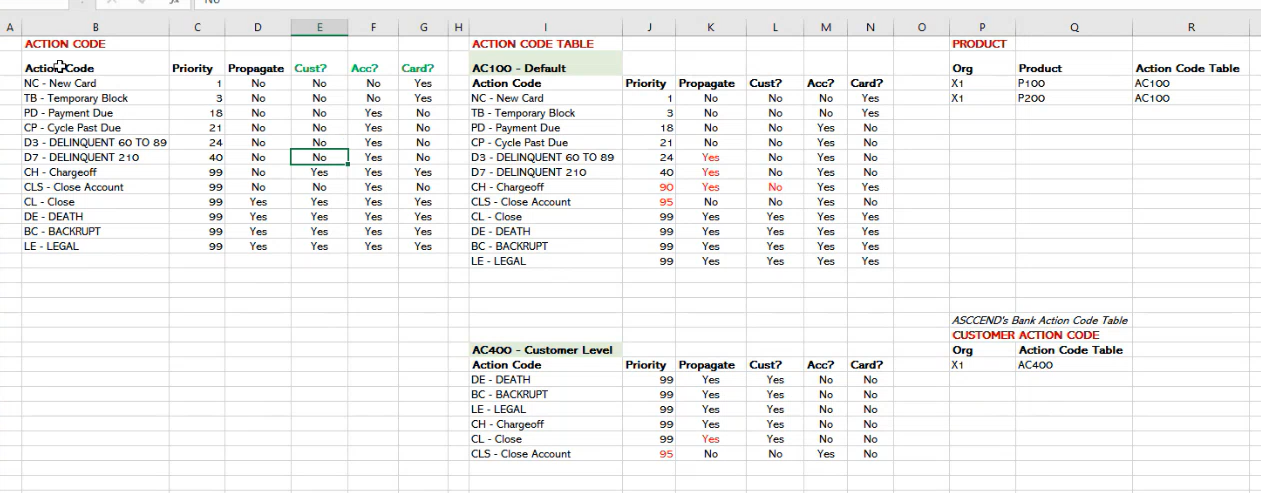 No
A B C D E F G H I J K L M N O P Q R
ACTION CODE ACTION CODE TABLE PRODUCT
Action Code Priority Propagate Cust? Acc? Card? AC100 - Default Org Product Action Code Table
NC - New Card 1 No No No Yes Action Code Priority Propagate Cust? Acc? Card? X1 P100 AC100
TB - Temporary Block 3 No No No Yes NC - New Card 1 No No No Yes X1 P200 AC100
PD - Payment Due 18 No No Yes No TB - Temporary Block 3 No No No Yes
CP - Cycle Past Due 21 No No Yes No PD - Payment Due 18 No No Yes No
D3 - DELINQUENT 60 TO 89 24 No No Yes No CP - Cycle Past Due 21 No No Yes No
D7 - DELINQUENT 210 40 No No Yes No D3 - DELINQUENT 60 TO 89 24 Yes No Yes No
CH - Chargeoff 99 No Yes Yes Yes D7 - DELINQUENT 210 40 Yes No Yes No
CLS - Close Account 99 No No Yes No CH - Chargeoff 90 Yes No Yes Yes
CL - Close 99 Yes Yes Yes Yes CLS - Close Account 95 No No Yes No
DE - DEATH 99 Yes Yes Yes Yes CL - Close 99 Yes Yes Yes Yes
BC - BACKRUPT 99 Yes Yes Yes Yes DE - DEATH 99 Yes Yes Yes Yes
LE - LEGAL 99 Yes Yes Yes Yes BC - BACKRUPT 99 Yes Yes Yes Yes
LE - LEGAL 99 Yes Yes Yes Yes
ASCCEND's Bank Action Code Table
CUSTOMER ACTION CODE
AC400 - Customer Level Org Action Code Table
Action Code Priority Propagate Cust? Acc? Card? X1 AC400
DE - DEATH 99 Yes Yes No No
BC - BACKRUPT 99 Yes Yes No No
LE - LEGAL 99 Yes Yes No No
CH - Chargeoff 99 Yes Yes No No
CL - Close 99 Yes Yes No No
CLS - Close Account 95 No No Yes No